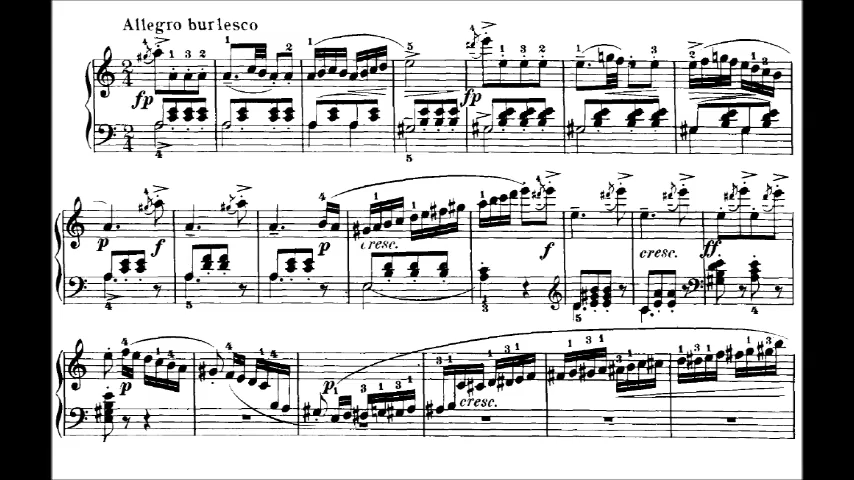 Allegro burlesco
fp fp
p f p cresc. f cresc. ff
p p cresc.